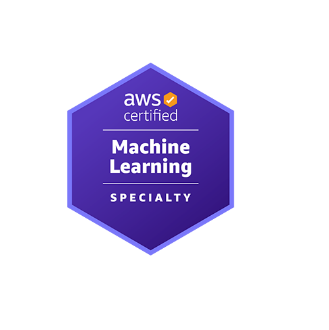 aws
certified
Machine
Learning
SPECIALTY